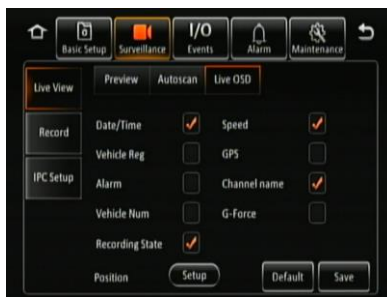 Basic Setup Surveillance I/O Events Alarm Maintenance
Live View Preview Autoscan Live OSD
Date/Time Speed
Record Vehicle Reg GPS
IPC Setup Alarm Channel name
Vehicle Num G-Force
Recording State
Position Setup Default Save